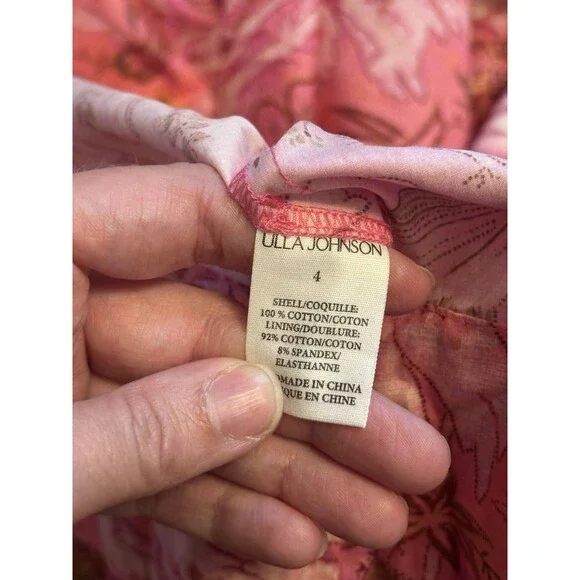 ULLA JOHNSON
4
SHELL/COQUILLE:
100 % COTTON/COTON
LINING/DOUBLURE:
92% COTTON/COTON
8% SPANDEX/
ELASTHANNE
MADE IN CHINA
EN CHINE